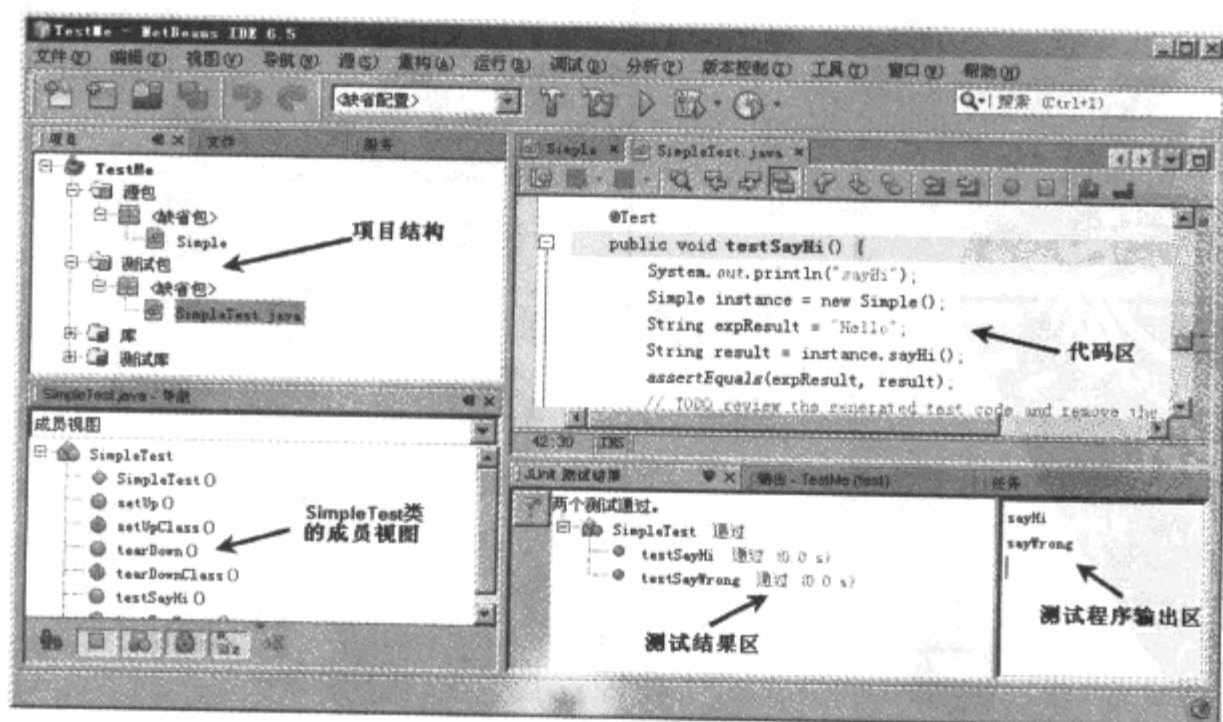 TestMe - NetBeans IDE 6.5
文件(F) 编辑(E) 视图(V) 导航(N) 源(S) 重构(A) 运行(R) 调试(D) 分析(P) 版本控制(T) 工具(T) 窗口(W) 帮助(H)
<缺省配置>
搜索 (Ctrl+I)
项目
文件
服务
TestMe
源包
<缺省包>
Simple
测试包
<缺省包>
SimpleTest.java
库
测试库
项目结构
Simple
SimpleTest.java
@Test
public void testSayHi() {
System.out.println("sayHi");
Simple instance = new Simple();
String expResult = "Hello";
String result = instance.sayHi();
assertEquals(expResult, result);
// TODO review the generated test code and remove the
代码区
42:30 INS
SimpleTest.java - 导航
成员视图
SimpleTest
SimpleTest()
setUp()
setUpClass()
tearDown()
tearDownClass()
testSayHi()
SimpleTest类
的成员视图
JUnit 测试结果
输出 - TestMe (test)
任务
两个测试通过。
SimpleTest 通过
testSayHi 通过 (0.0 s)
testSayWrong 通过 (0.0 s)
测试结果区
sayHi
sayWrong
测试程序输出区